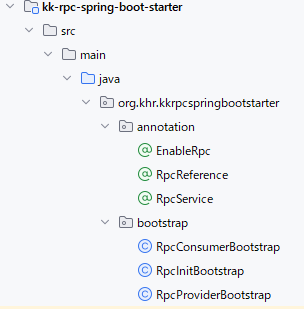 kk-rpc-spring-boot-starter
src
main
java
org.khr.kkrpcspringbootstarter
annotation
EnableRpc
RpcReference
RpcService
bootstrap
RpcConsumerBootstrap
RpcInitBootstrap
RpcProviderBootstrap